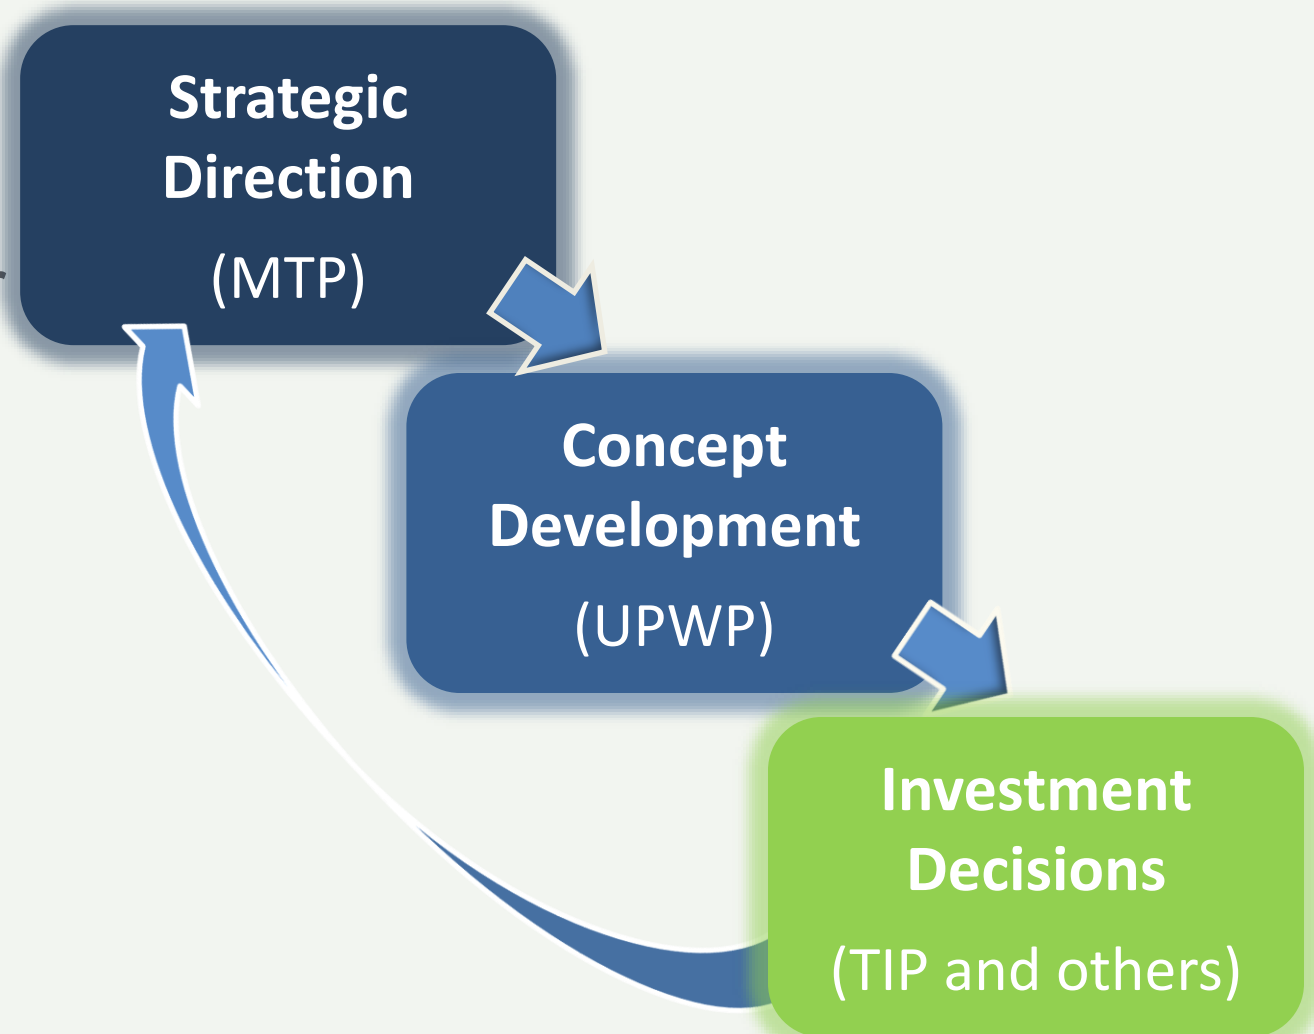 Strategic
Direction
(MTP)
Concept
Development
(UPWP)
Investment
Decisions
(TIP and others)